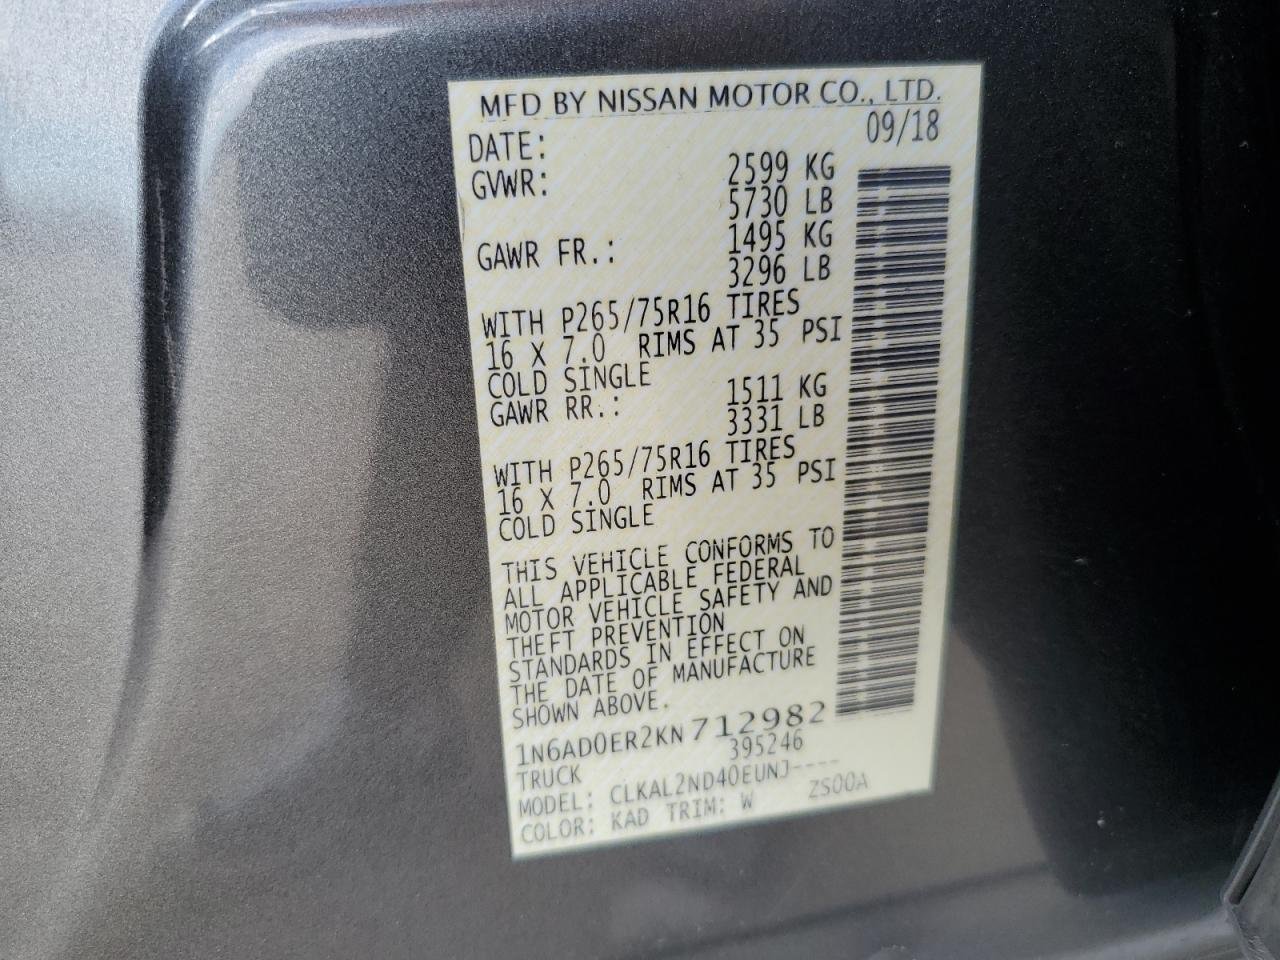 MFD BY NISSAN MOTOR CO., LTD.
DATE: 09/18
GVWR: 2599 KG
5730 LB
GAWR FR.: 1495 KG
3296 LB
WITH P265/75R16 TIRES
16 X 7.0 RIMS AT 35 PSI
COLD SINGLE
GAWR RR.: 1511 KG
3331 LB
WITH P265/75R16 TIRES
16 X 7.0 RIMS AT 35 PSI
COLD SINGLE
THIS VEHICLE CONFORMS TO
ALL APPLICABLE FEDERAL
MOTOR VEHICLE SAFETY AND
THEFT PREVENTION
STANDARDS IN EFFECT ON
THE DATE OF MANUFACTURE
SHOWN ABOVE.
1N6AD0ER2KN712982
TRUCK 395246
MODEL: CLKAL2ND40EUNJ----
COLOR: KAD TRIM: W ZS00A